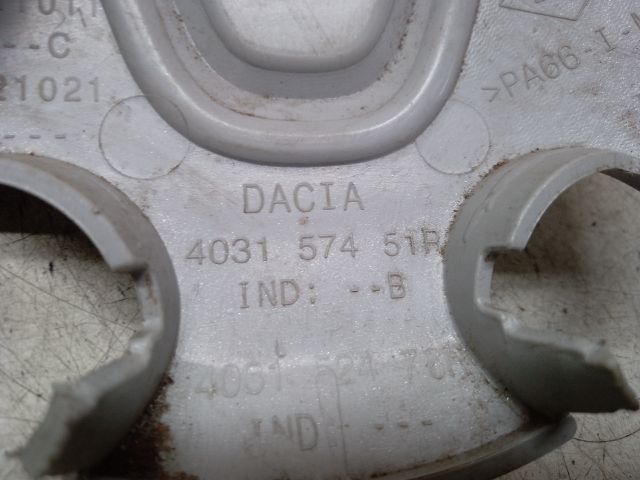 --C
21021
----
>PA66-I-
DACIA
4031 574 51R
IND: --B
IND ----